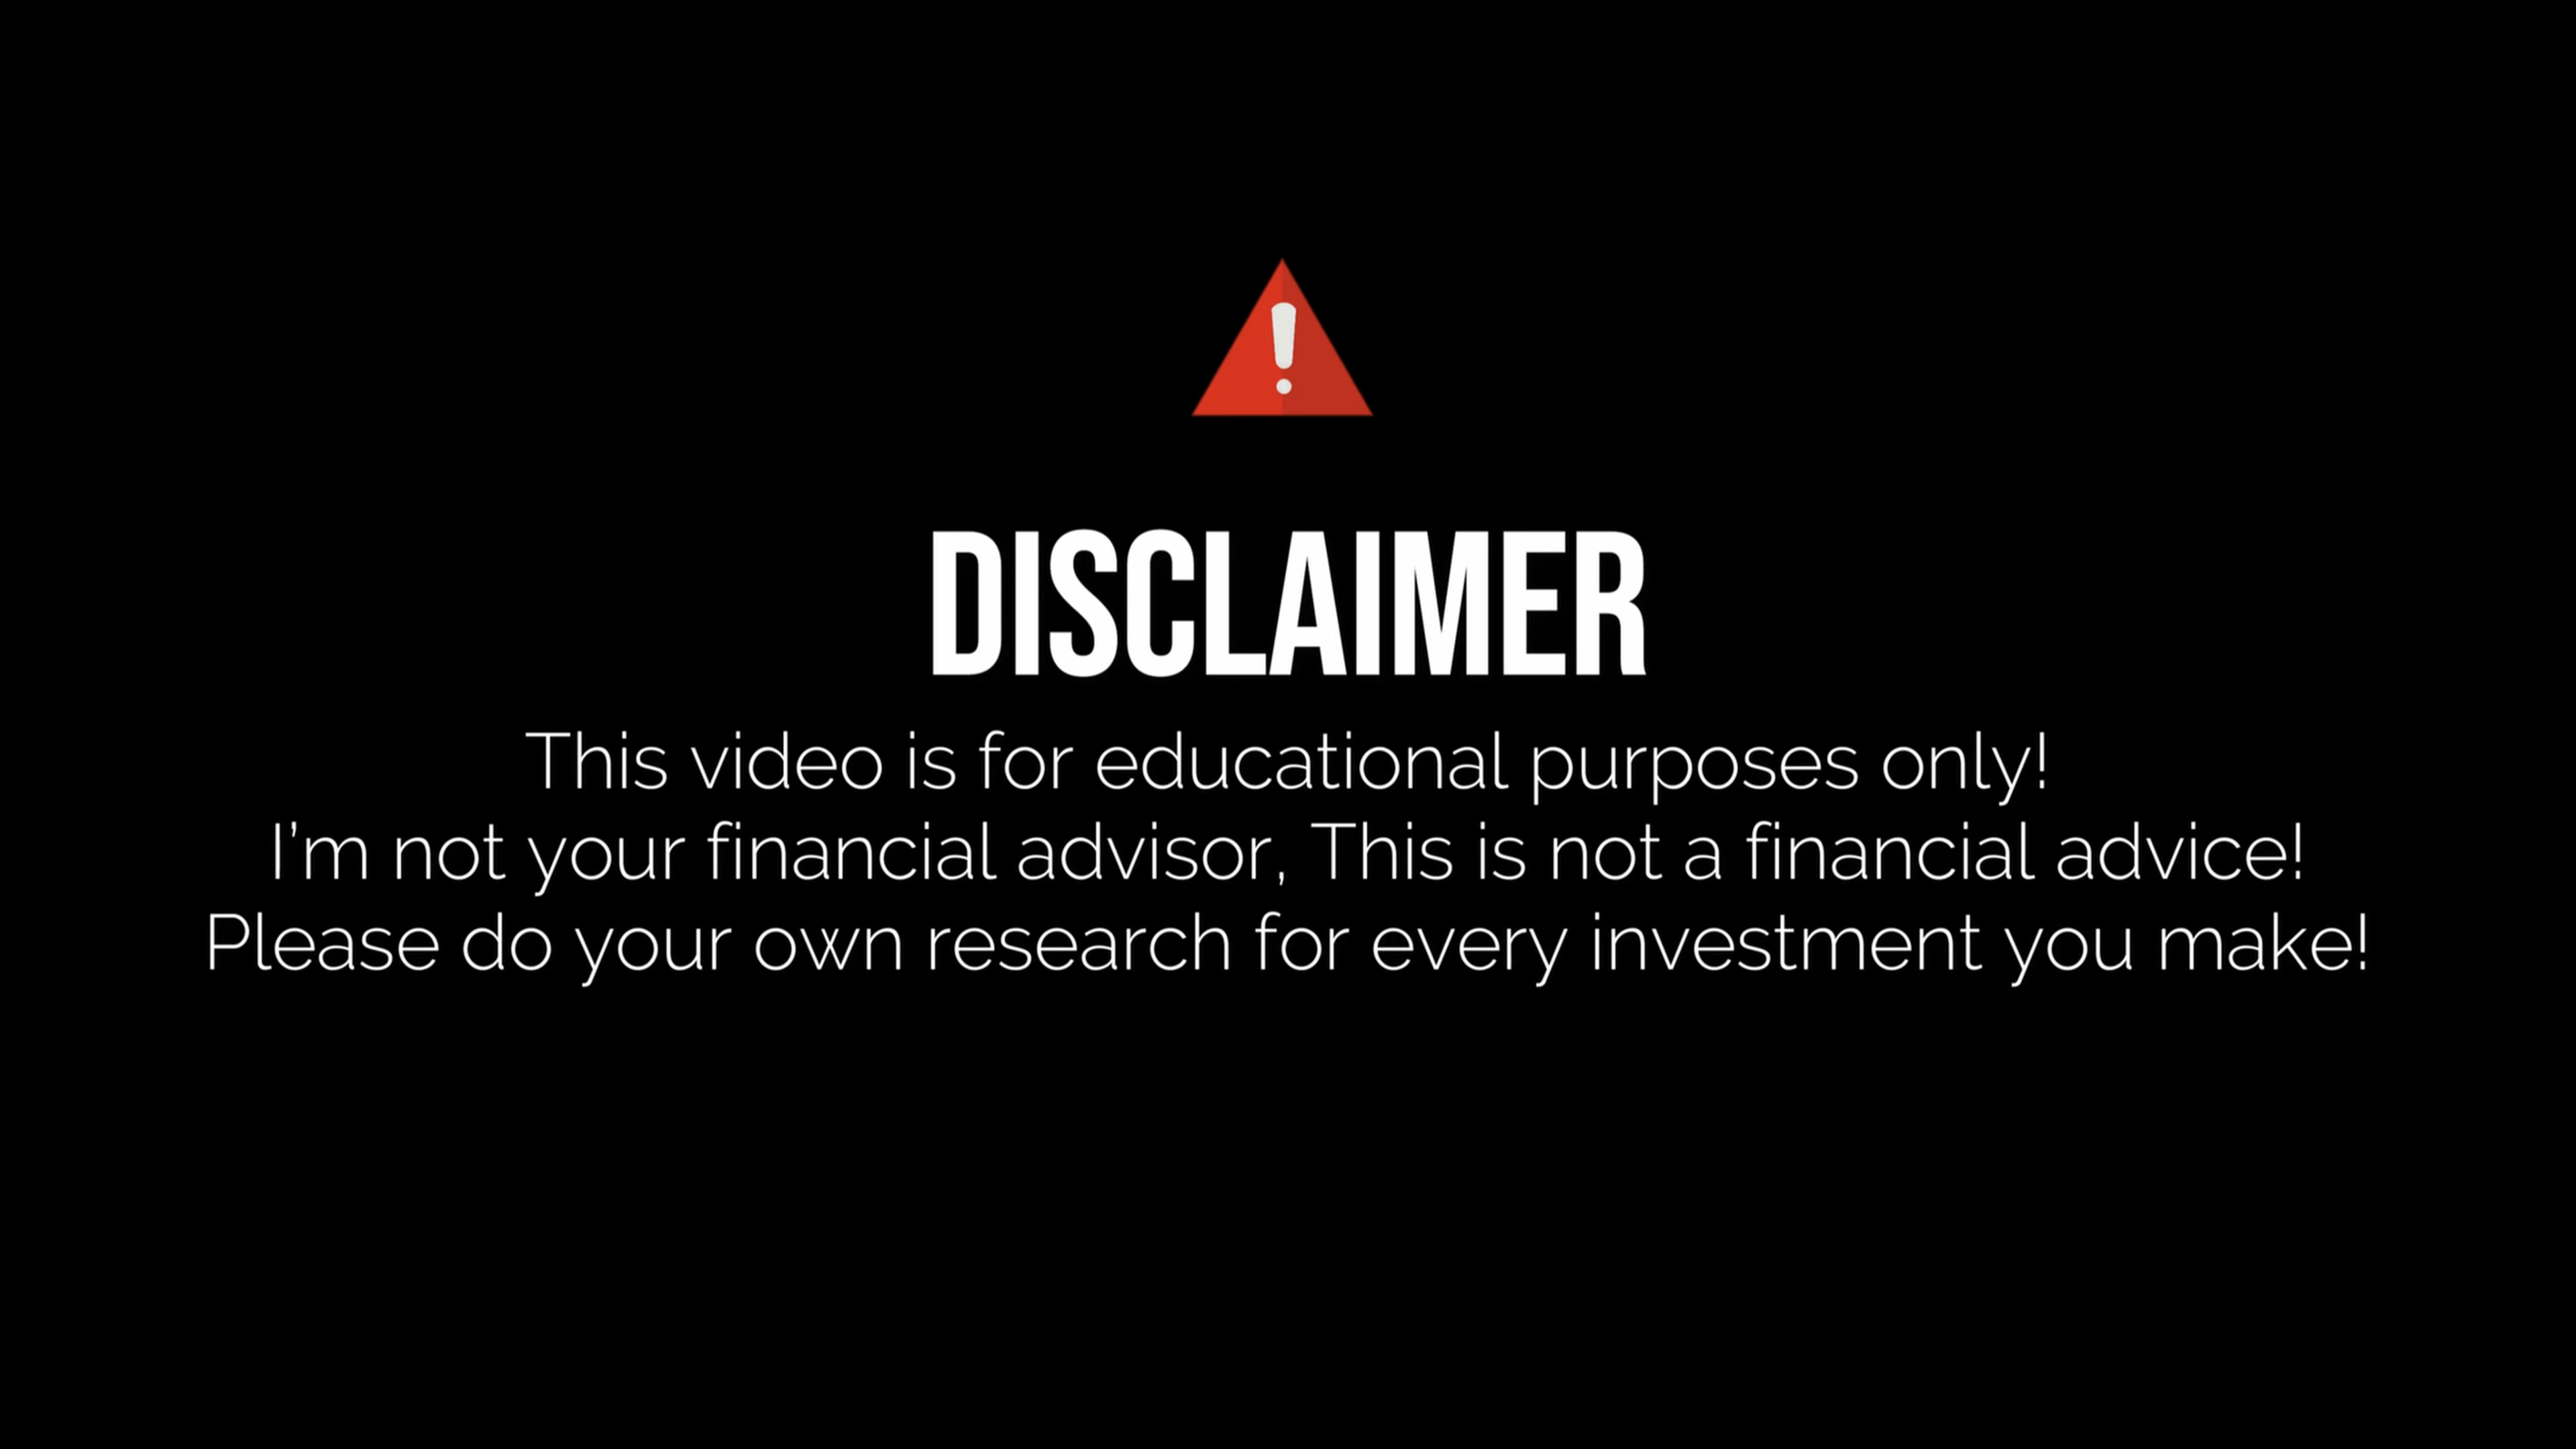 DISCLAIMER
This video is for educational purposes only!
I'm not your financial advisor, This is not a financial advice!
Please do your own research for every investment you make!